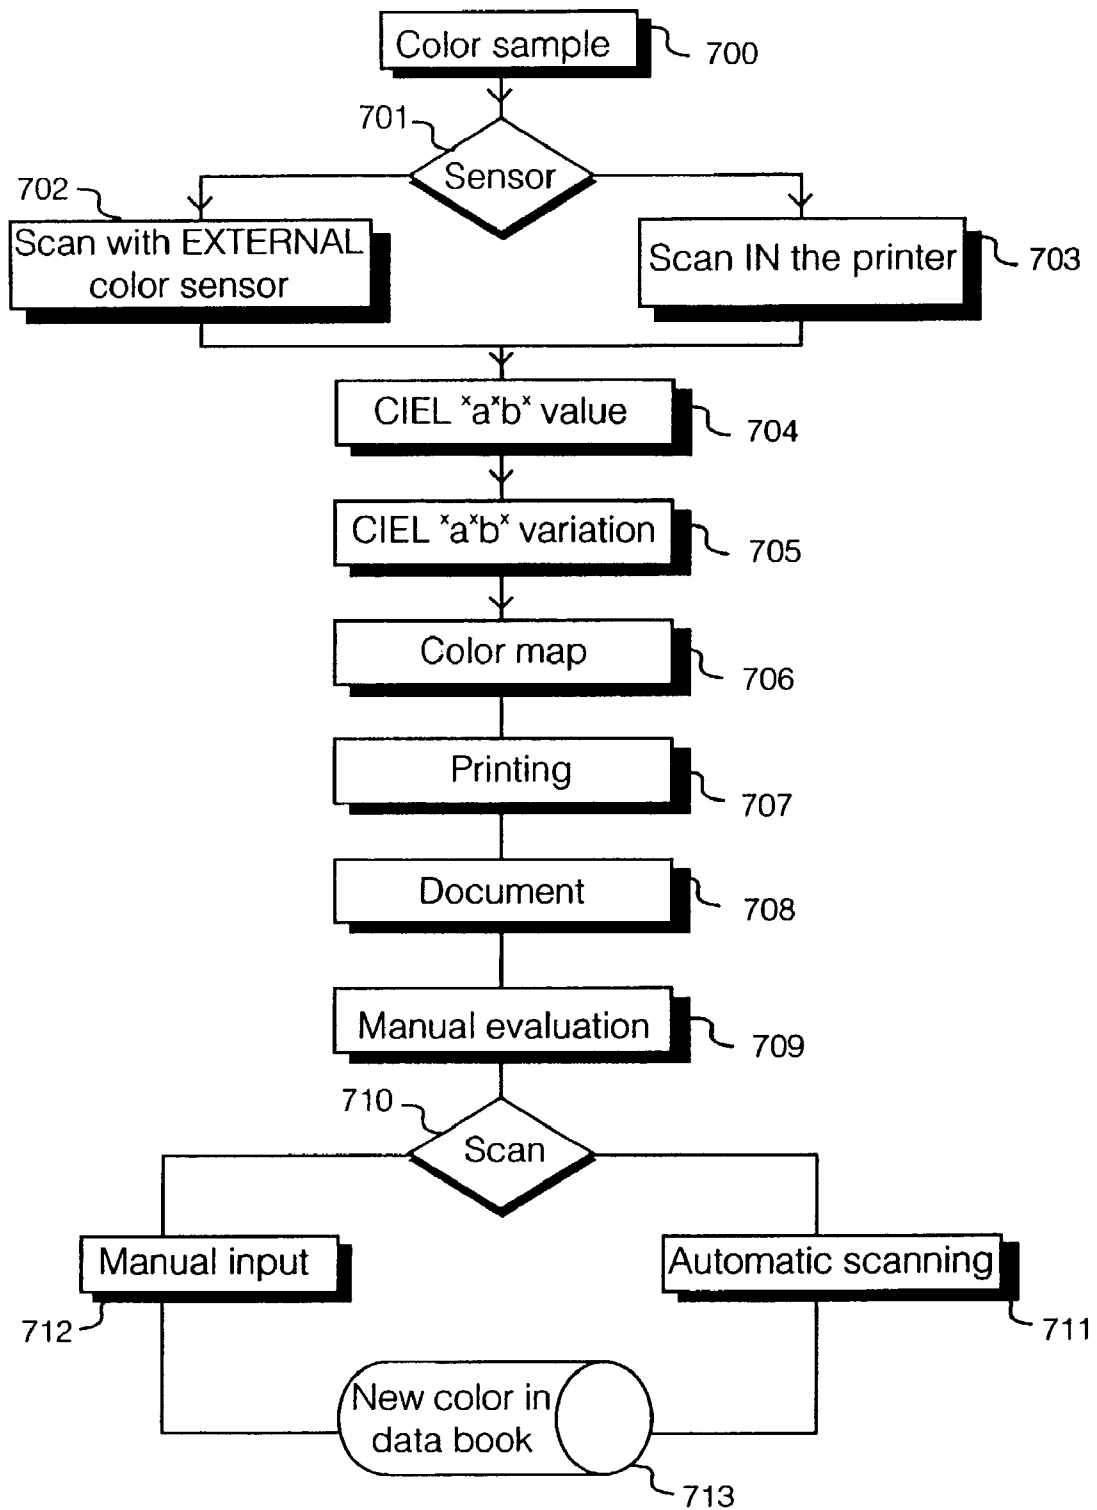 Color sample
700
701
Sensor
702
Scan with EXTERNAL
color sensor
Scan IN the printer
703
CIEL *a*b* value
704
CIEL *a*b* variation
705
Color map
706
Printing
707
Document
708
Manual evaluation
709
710
Scan
Manual input
712
Automatic scanning
711
New color in
data book
713